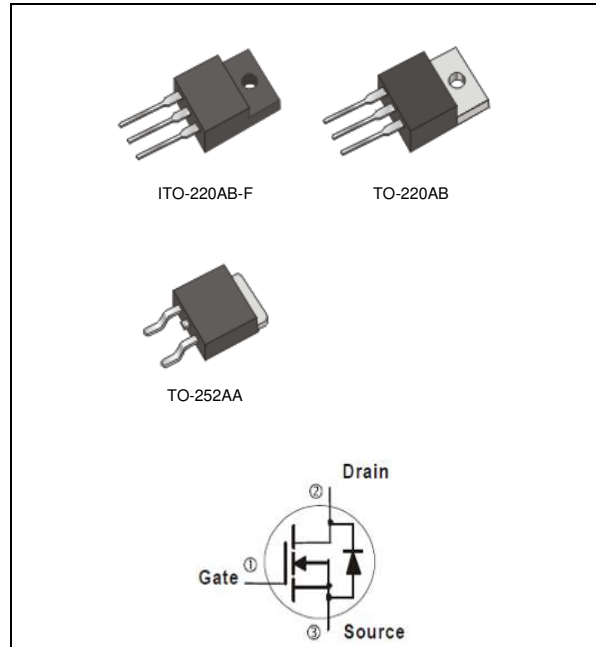 ITO-220AB-F TO-220AB
TO-252AA
Drain
②
①
Gate
③ Source